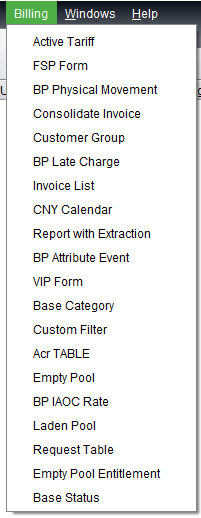 Billing Windows Help
Active Tariff
FSP Form
BP Physical Movement
Consolidate Invoice
Customer Group
BP Late Charge
Invoice List
CNY Calendar
Report with Extraction
BP Attribute Event
VIP Form
Base Category
Custom Filter
Acr TABLE
Empty Pool
BP IAOC Rate
Laden Pool
Request Table
Empty Pool Entitlement
Base Status